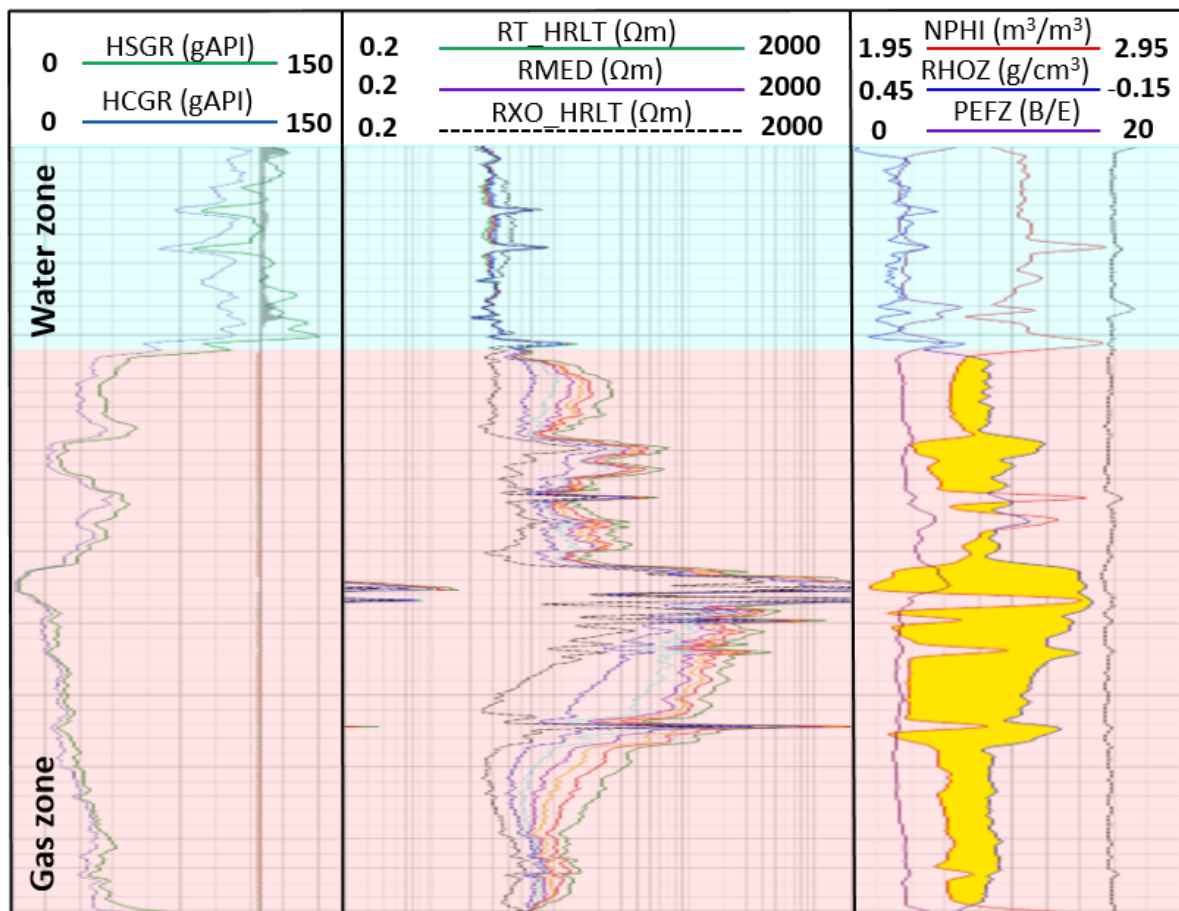 HSGR (gAPI)
0 150
HCGR (gAPI)
0 150
RT_HRLT (Ωm)
0.2 2000
RMED (Ωm)
0.2 2000
RXO_HRLT (Ωm)
0.2 2000
NPHI (m³/m³)
1.95 2.95
RHOZ (g/cm³)
0.45 -0.15
PEFZ (B/E)
0 20
Water zone
Gas zone